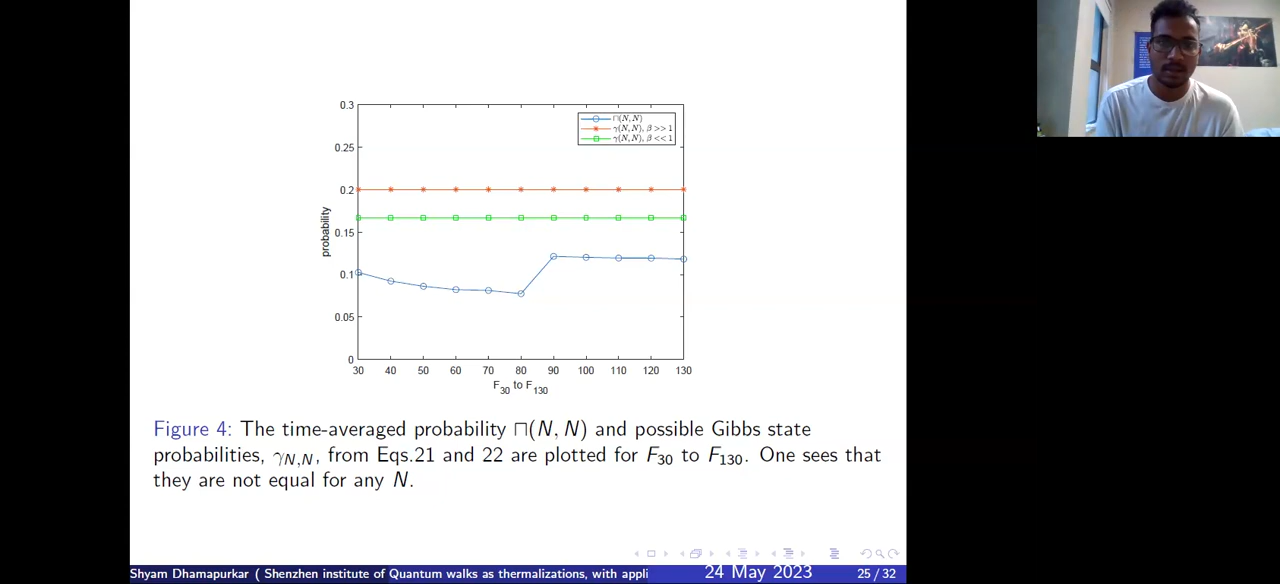 0.3
0.25
0.2
0.15
0.1
0.05
0
probability
⊓(N, N)
γ(N, N), β >> 1
γ(N, N), β << 1
30 40 50 60 70 80 90 100 110 120 130
F30 to F130
Figure 4: The time-averaged probability ⊓(N, N) and possible Gibbs state
probabilities, γN,N, from Eqs.21 and 22 are plotted for F30 to F130. One sees that
they are not equal for any N.
Shyam Dhamapurkar ( Shenzhen institute of Quantum walks as thermalizations, with appli 24 May 2023 25 / 32